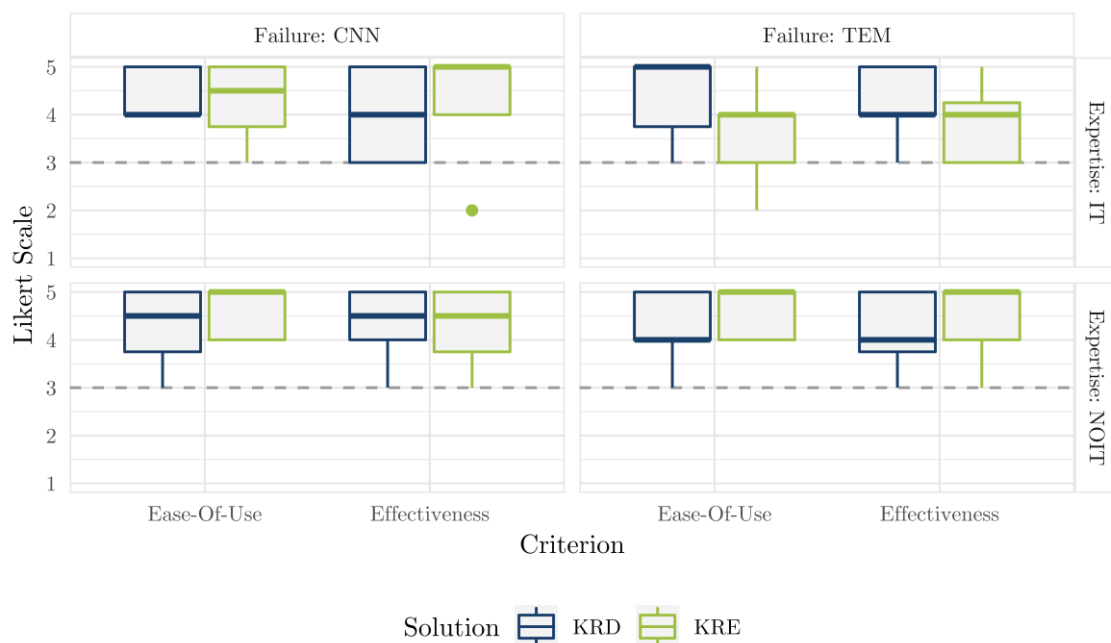 Failure: CNN
Failure: TEM
5
4
3
2
1
Expertise: IT
5
4
3
2
1
Expertise: NOIT
Likert Scale
Ease-Of-Use
Effectiveness
Ease-Of-Use
Effectiveness
Criterion
Solution KRD KRE